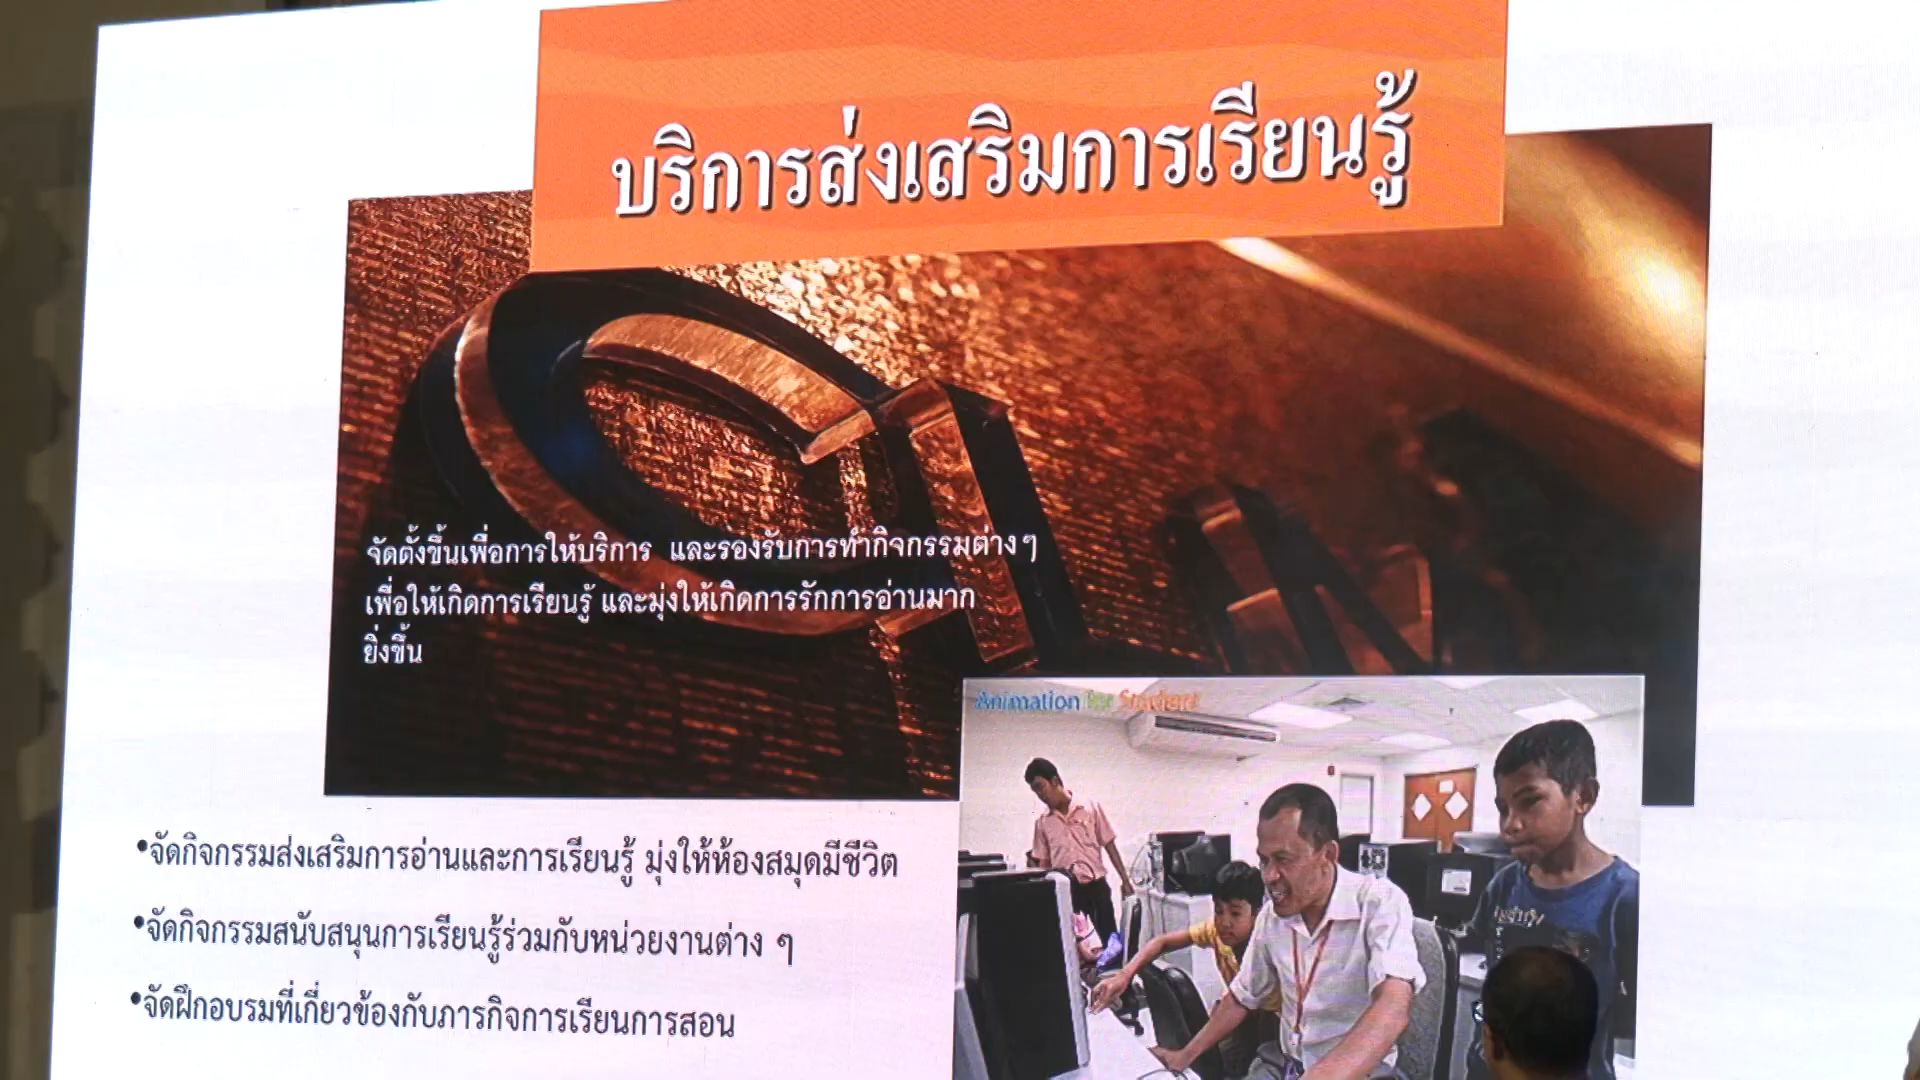 บริการส่งเสริมการเรียนรู้
จัดตั้งขึ้นเพื่อการให้บริการ และรองรับการทำกิจกรรมต่างๆ
เพื่อให้เกิดการเรียนรู้ และมุ่งให้เกิดการรักการอ่านมาก
ยิ่งขึ้น
Animation for Student
•จัดกิจกรรมส่งเสริมการอ่านและการเรียนรู้ มุ่งให้ห้องสมุดมีชีวิต
•จัดกิจกรรมสนับสนุนการเรียนรู้ร่วมกับหน่วยงานต่าง ๆ
•จัดฝึกอบรมที่เกี่ยวข้องกับภารกิจการเรียนการสอน